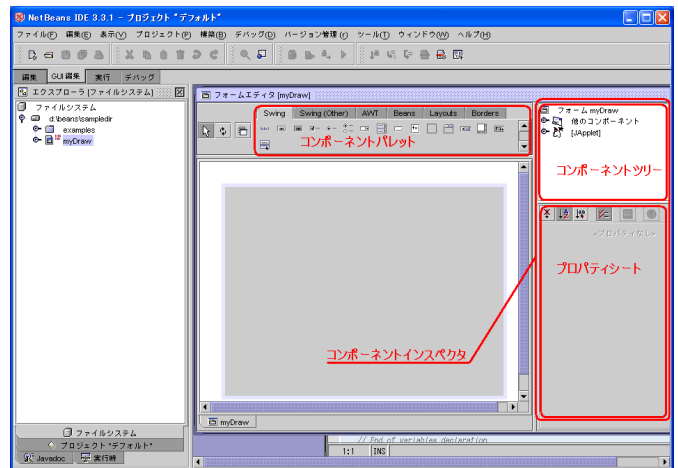 NetBeans IDE 3.3.1 - プロジェクト "デフォルト"
ファイル(F) 編集(E) 表示(V) プロジェクト(P) 構築(B) デバッグ(D) バージョン管理(r) ツール(T) ウィンドウ(W) ヘルプ(H)
編集 GUI 編集 実行 デバッグ
エクスプローラ [ファイルシステム]
ファイルシステム
d:\beans\sampledir
examples
myDraw
フォームエディタ [myDraw]
Swing Swing (Other) AWT Beans Layouts Borders
コンポーネントパレット
フォーム myDraw
他のコンポーネント
[JApplet]
コンポーネントツリー
<プロパティなし>
プロパティシート
コンポーネントインスペクタ
myDraw
ファイルシステム
プロジェクト "デフォルト"
Javadoc 実行時
// End of variables declaration
1:1 INS